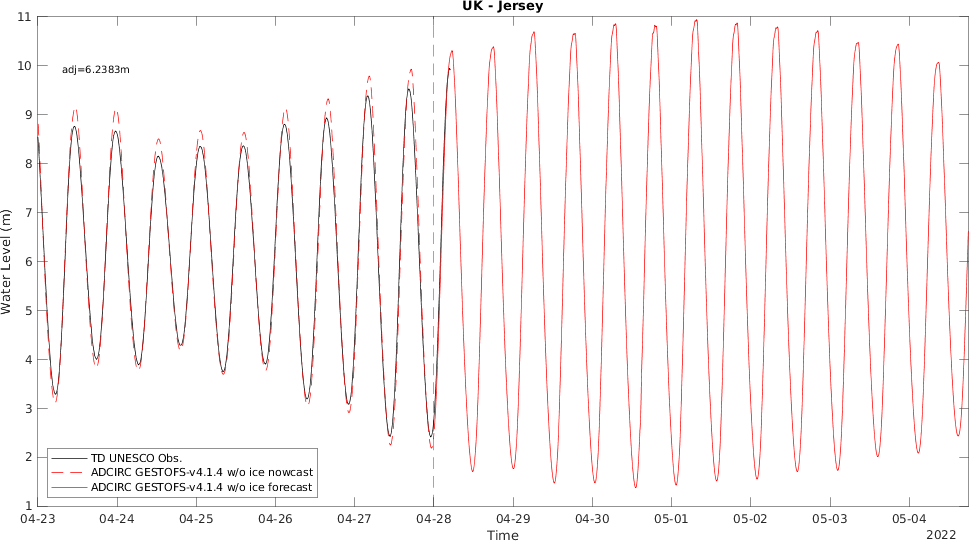 UK - Jersey
adj=6.2383m
11
10
9
8
7
6
5
4
3
2
1
Water Level (m)
TD UNESCO Obs.
ADCIRC GESTOFS-v4.1.4 w/o ice nowcast
ADCIRC GESTOFS-v4.1.4 w/o ice forecast
04-23 04-24 04-25 04-26 04-27 04-28 04-29 04-30 05-01 05-02 05-03 05-04
Time
2022